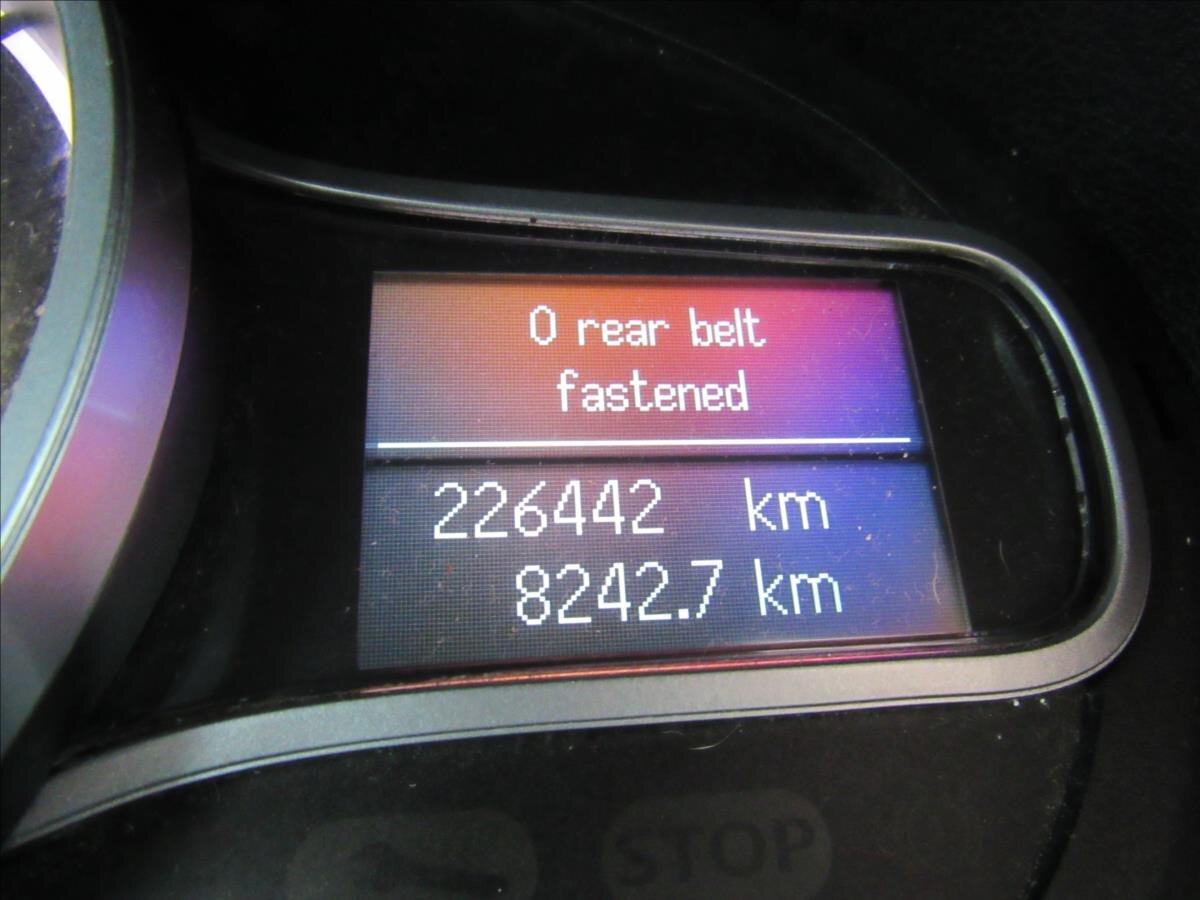 0 rear belt
fastened
226442 km
8242.7 km
STOP